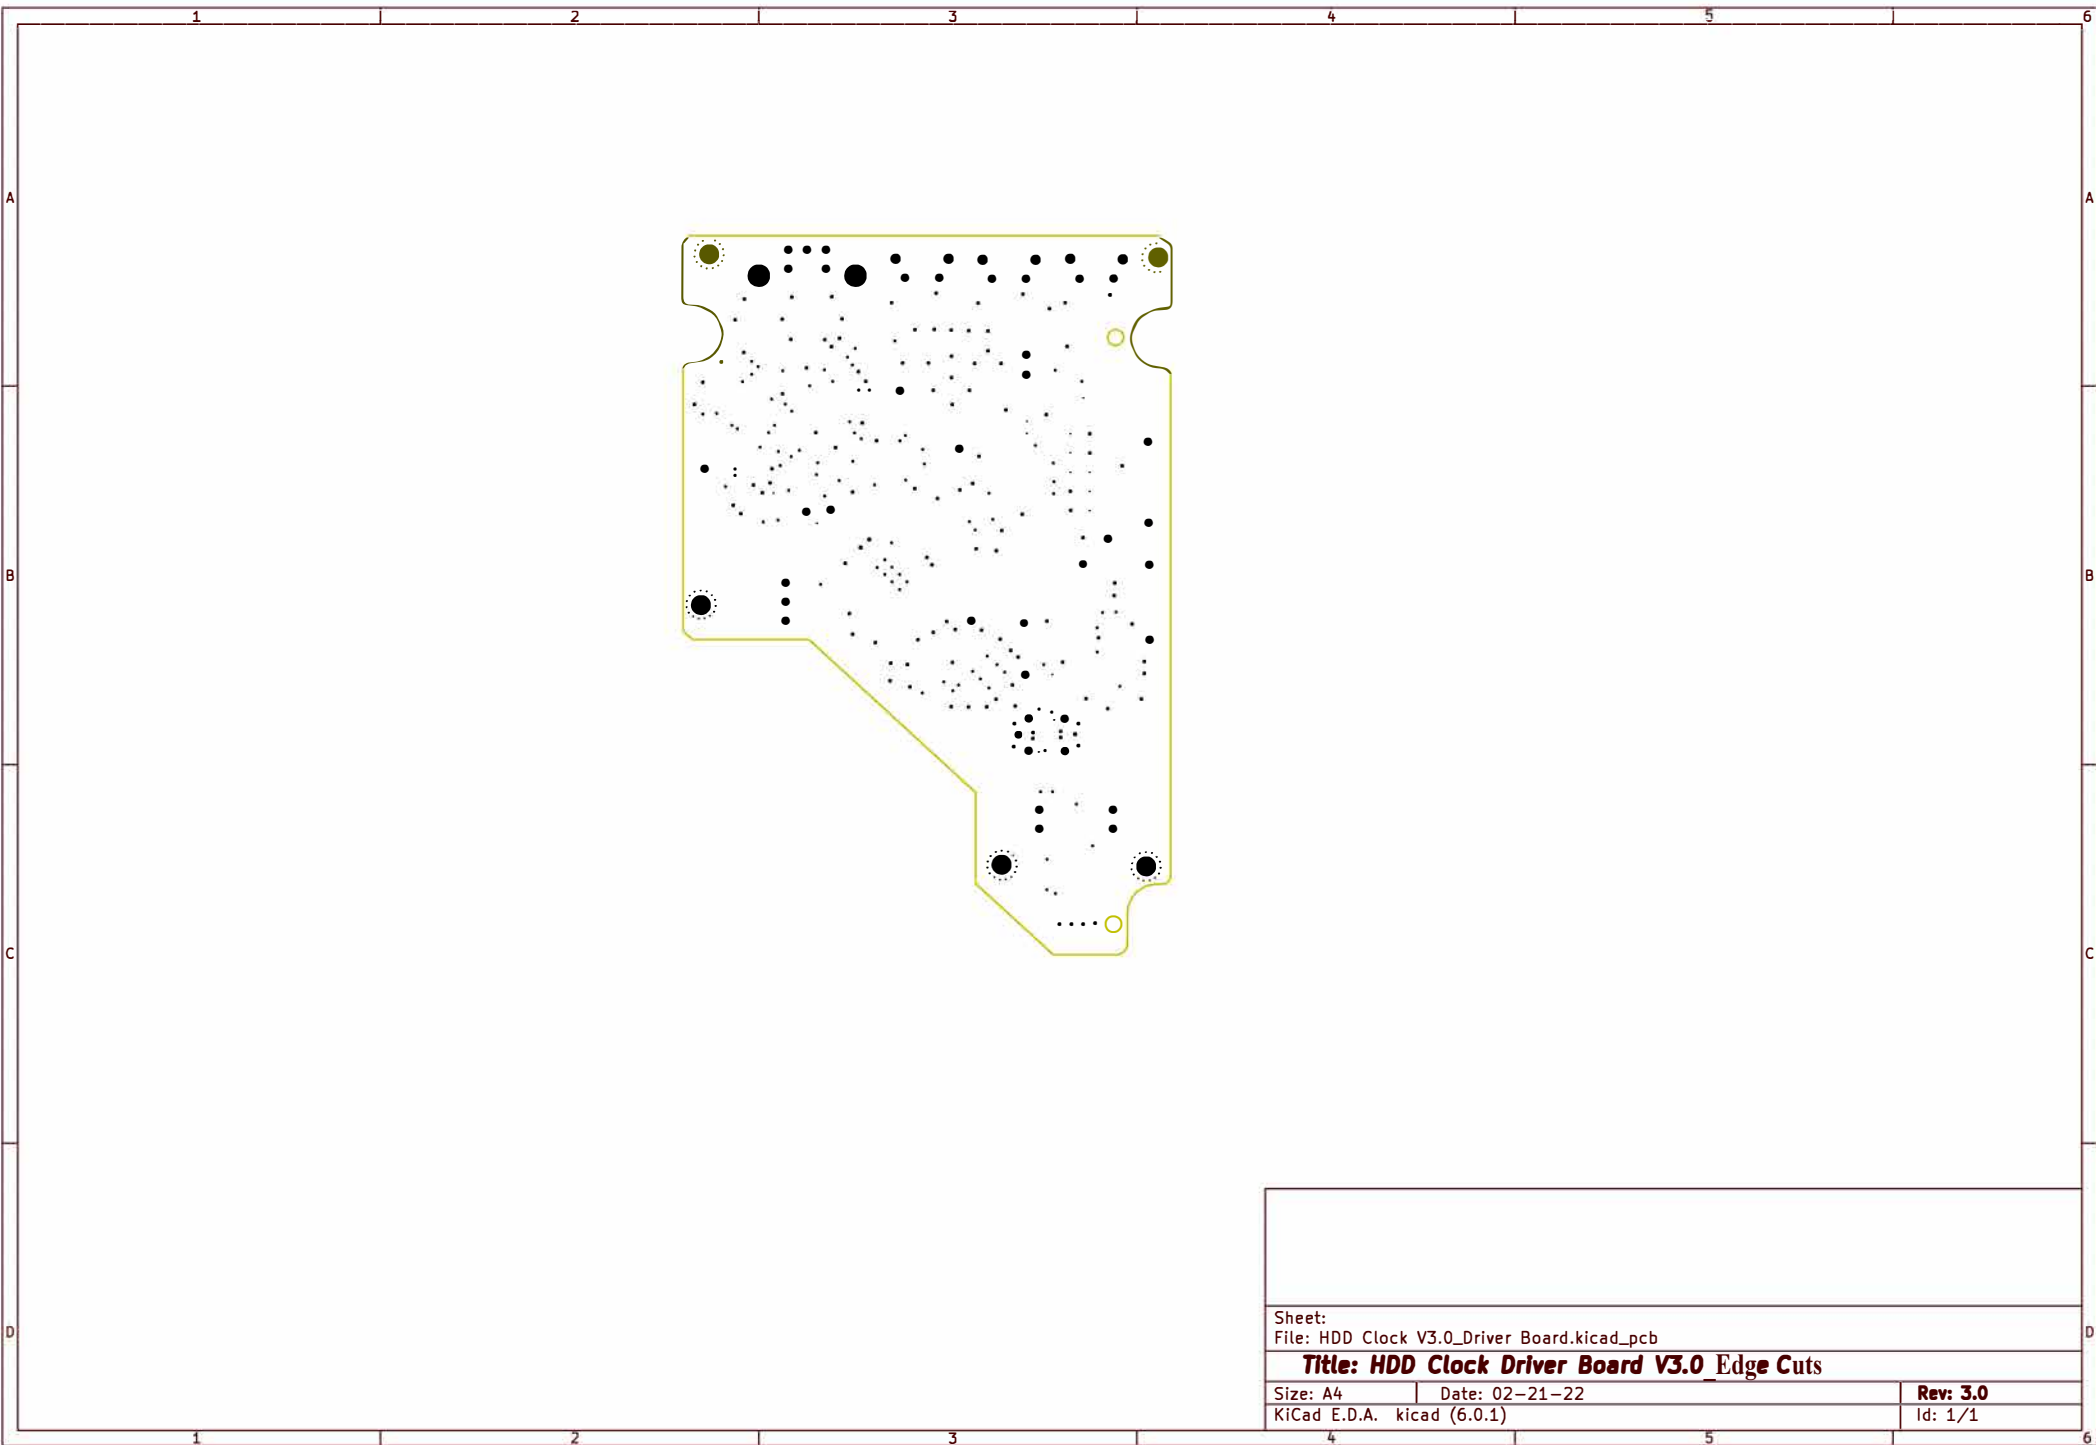 1 2 3 4 5 6
A A
B B
C C
D D
Sheet:
File: HDD Clock V3.0_Driver Board.kicad_pcb
Title: HDD Clock Driver Board V3.0_Edge Cuts
Size: A4 Date: 02-21-22 Rev: 3.0
KiCad E.D.A. kicad (6.0.1) Id: 1/1
1 2 3 4 5 6